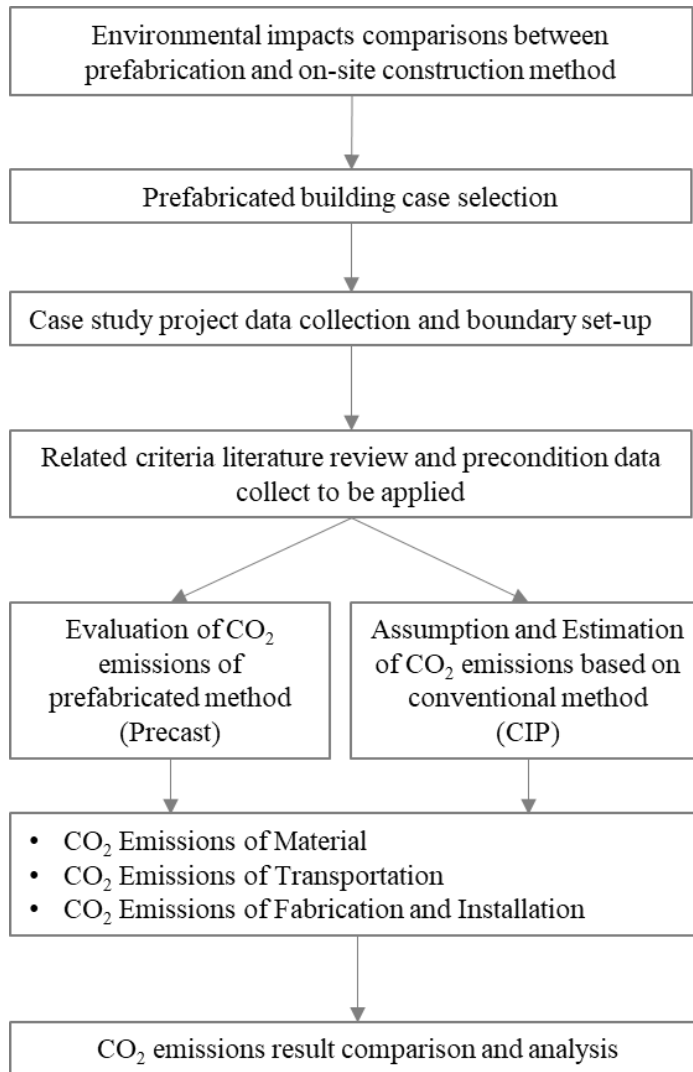 Environmental impacts comparisons between
prefabrication and on-site construction method
Prefabricated building case selection
Case study project data collection and boundary set-up
Related criteria literature review and precondition data
collect to be applied
Evaluation of CO₂
emissions of
prefabricated method
(Precast)
Assumption and Estimation
of CO₂ emissions based on
conventional method
(CIP)
• CO₂ Emissions of Material
• CO₂ Emissions of Transportation
• CO₂ Emissions of Fabrication and Installation
CO₂ emissions result comparison and analysis